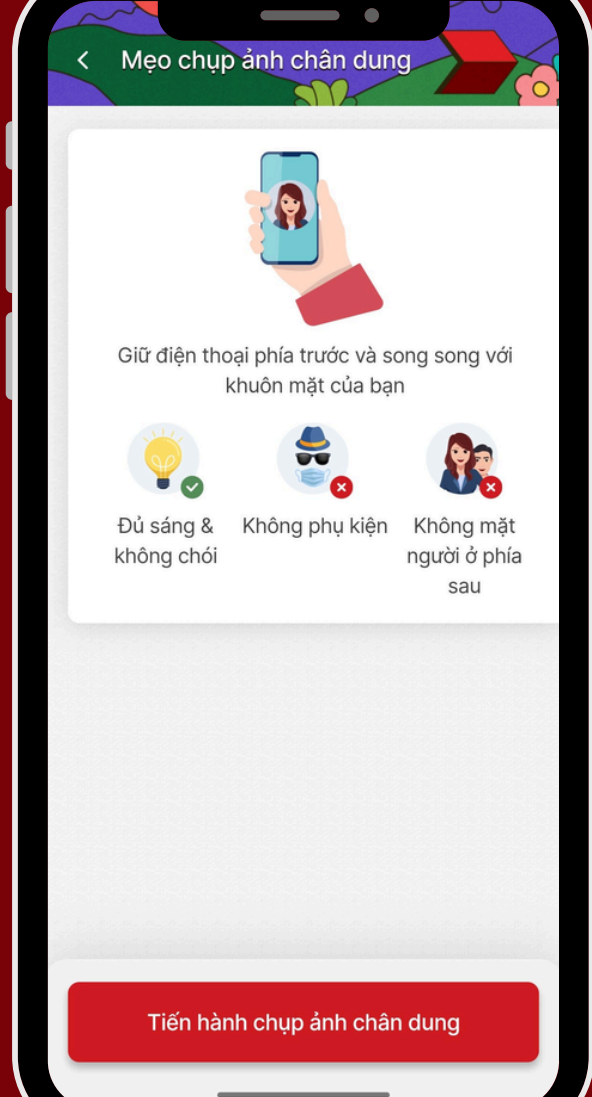 Mẹo chụp ảnh chân dung
Giữ điện thoại phía trước và song song với
khuôn mặt của bạn
Đủ sáng &
không chói
Không phụ kiện
Không mặt
người ở phía
sau
Tiến hành chụp ảnh chân dung